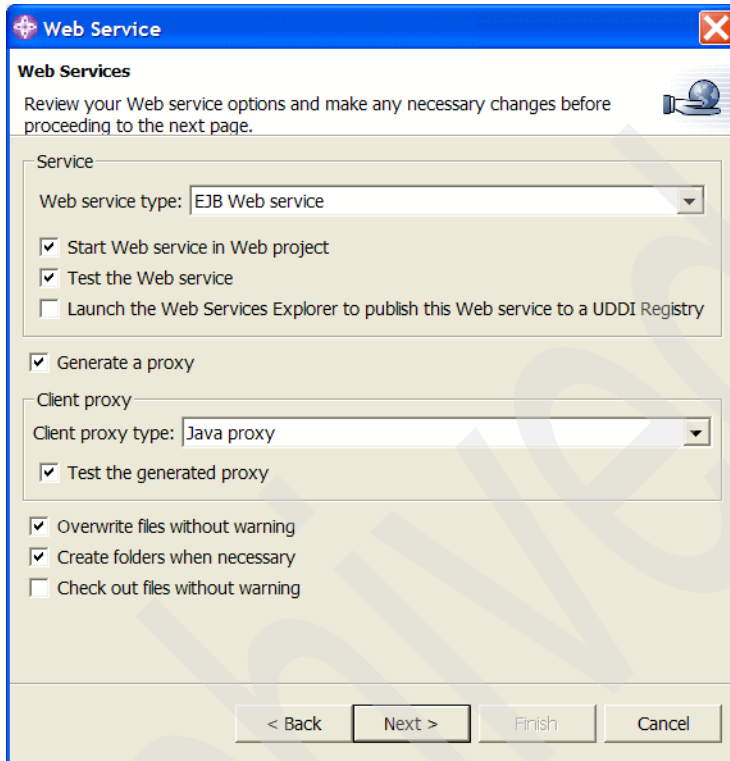 Web Service
Web Services
Review your Web service options and make any necessary changes before
proceeding to the next page.
Service
Web service type: EJB Web service
Start Web service in Web project
Test the Web service
Launch the Web Services Explorer to publish this Web service to a UDDI Registry
Generate a proxy
Client proxy
Client proxy type: Java proxy
Test the generated proxy
Overwrite files without warning
Create folders when necessary
Check out files without warning
< Back Next > Finish Cancel